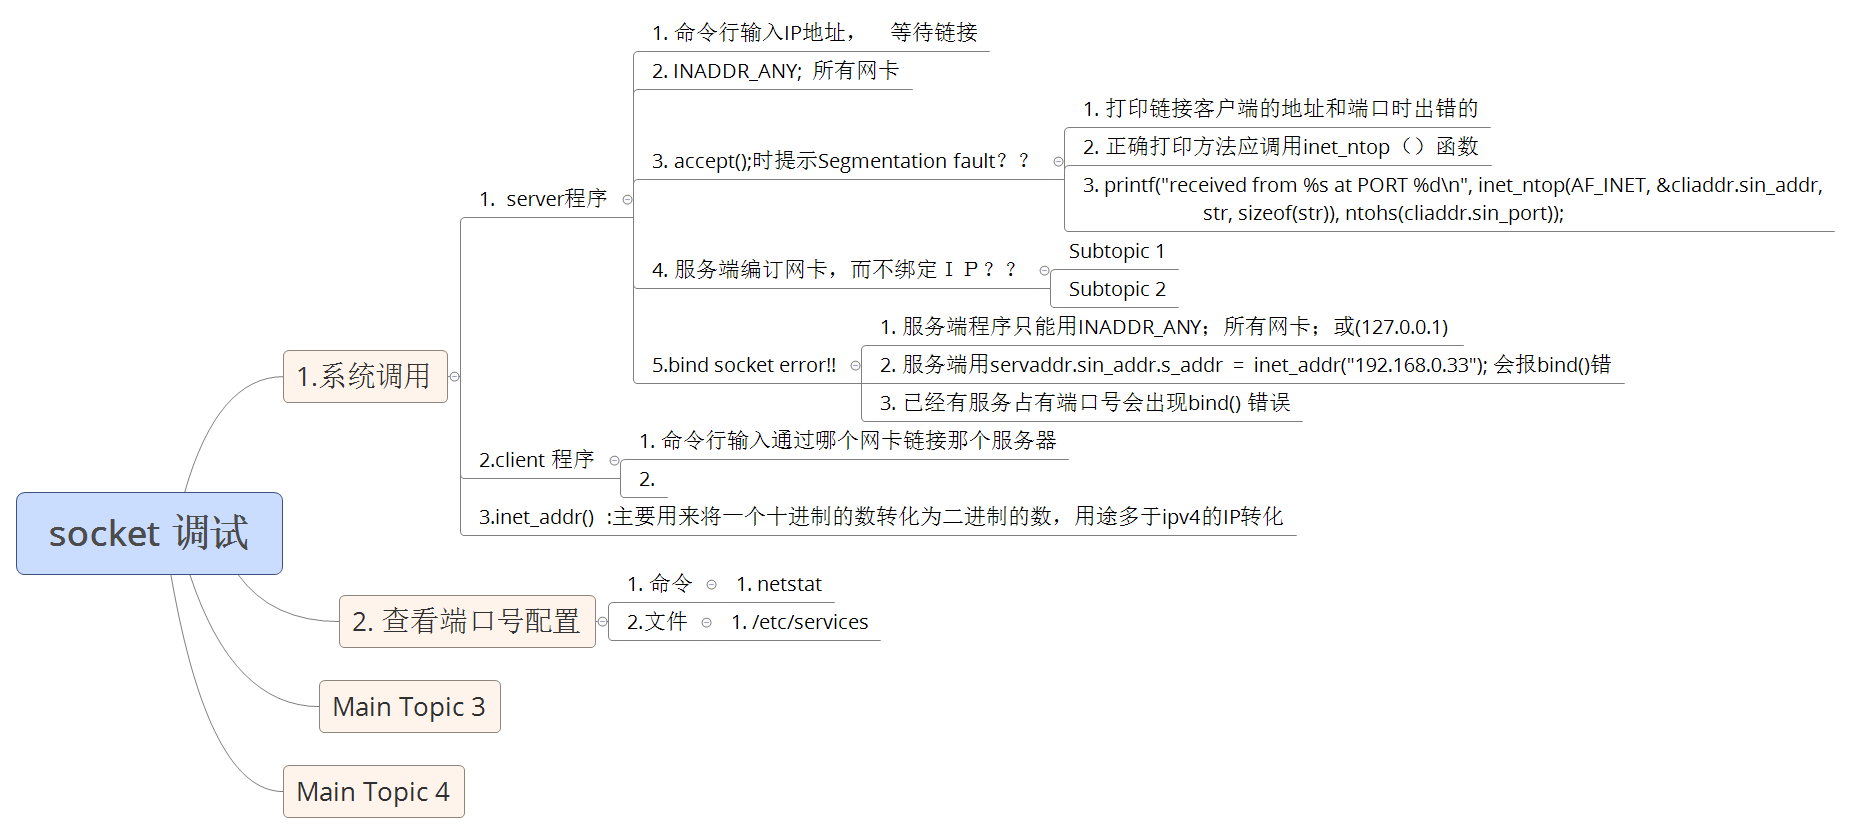 socket 调试
1.系统调用
1. server程序
1. 命令行输入IP地址， 等待链接
2. INADDR_ANY; 所有网卡
3. accept();时提示Segmentation fault？？
1. 打印链接客户端的地址和端口时出错的
2. 正确打印方法应调用inet_ntop（）函数
3. printf("received from %s at PORT %d\n", inet_ntop(AF_INET, &cliaddr.sin_addr,
str, sizeof(str)), ntohs(cliaddr.sin_port));
4. 服务端编订网卡，而不绑定ＩＰ？？
Subtopic 1
Subtopic 2
5.bind socket error!!
1. 服务端程序只能用INADDR_ANY；所有网卡；或(127.0.0.1)
2. 服务端用servaddr.sin_addr.s_addr = inet_addr("192.168.0.33"); 会报bind()错
3. 已经有服务占有端口号会出现bind() 错误
2.client 程序
1. 命令行输入通过哪个网卡链接那个服务器
2.
3.inet_addr() :主要用来将一个十进制的数转化为二进制的数，用途多于ipv4的IP转化
2. 查看端口号配置
1. 命令
1. netstat
2.文件
1. /etc/services
Main Topic 3
Main Topic 4